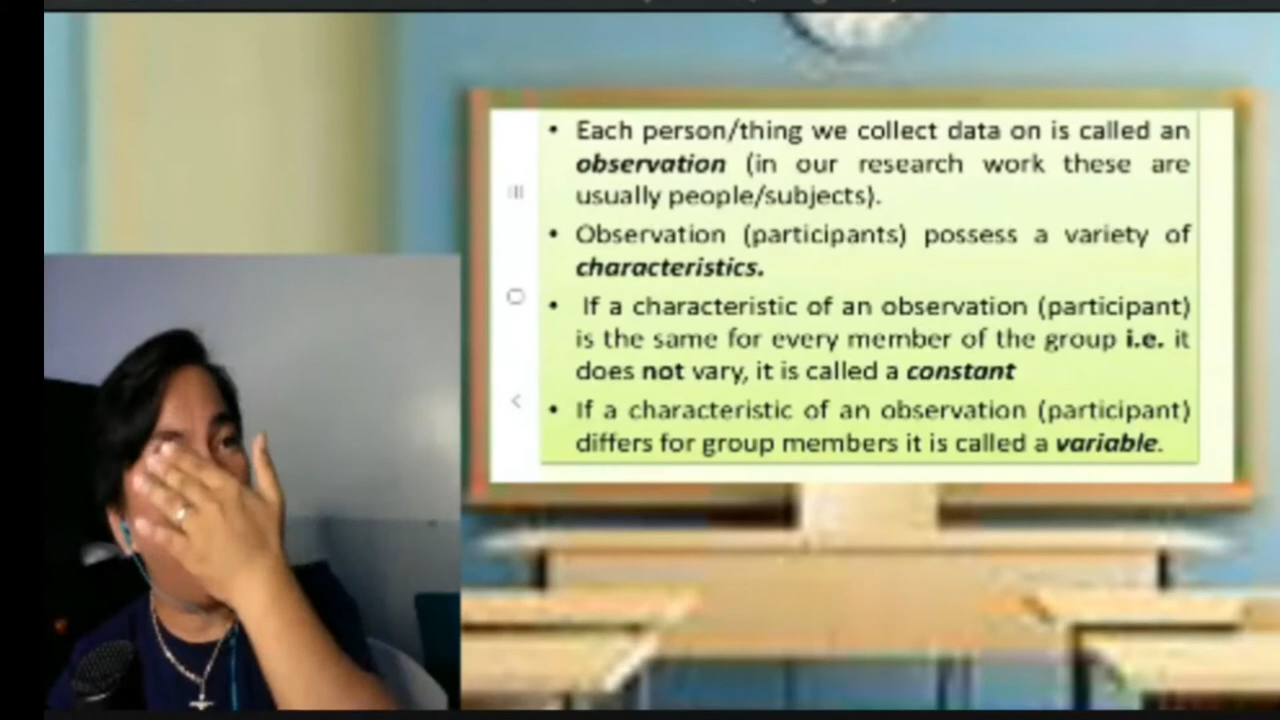 • Each person/thing we collect data on is called an
observation (in our research work these are
usually people/subjects).
• Observation (participants) possess a variety of
characteristics.
• If a characteristic of an observation (participant)
is the same for every member of the group i.e. it
does not vary, it is called a constant
• If a characteristic of an observation (participant)
differs for group members it is called a variable.